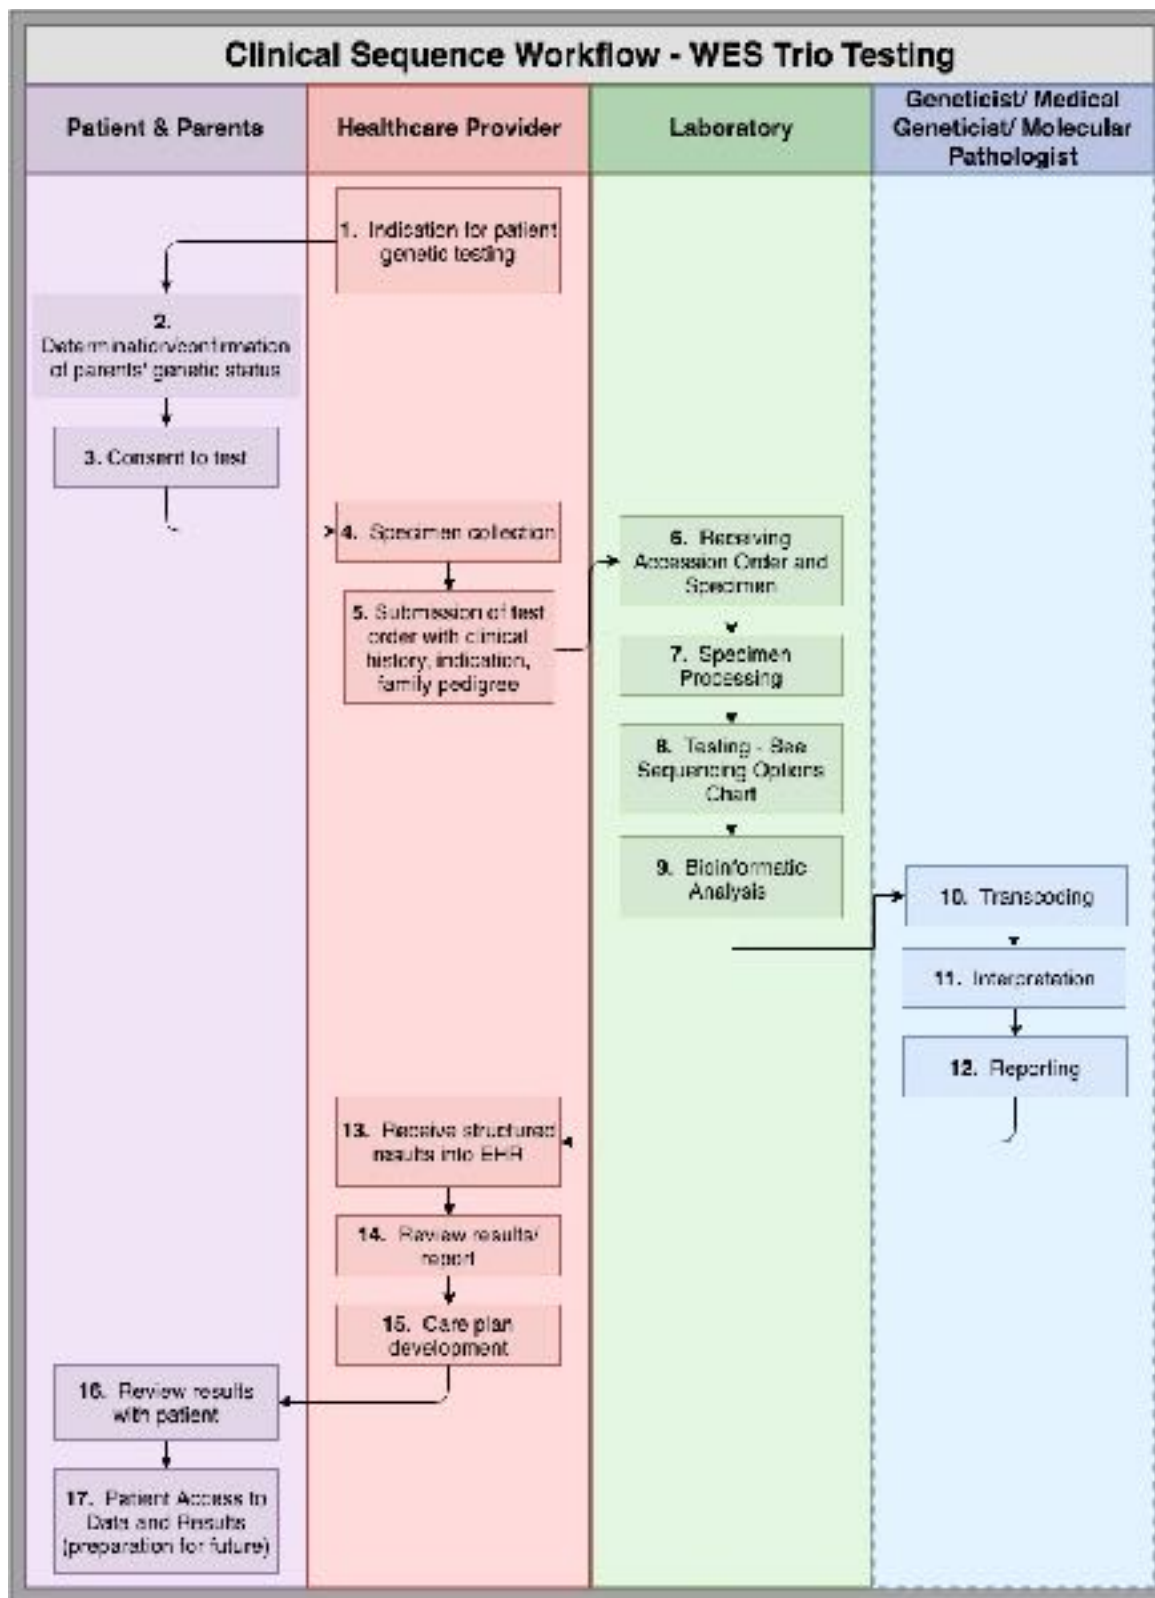 Clinical Sequence Workflow - WES Trio Testing
Patient & Parents
Healthcare Provider
Laboratory
Geneticist/ Medical
Geneticist/ Molecular
Pathologist
1. Indication for patient
genetic testing
2.
Determination/confirmation
of parents' genetic status
3. Consent to test
4. Specimen collection
5. Submission of test
order with clinical
history, indication,
family pedigree
6. Receiving
Accession Order and
Specimen
7. Specimen
Processing
8. Testing - See
Sequencing Options
Chart
9. Bioinformatic
Analysis
10. Transcoding
11. Interpretation
12. Reporting
13. Receive structured
results into EHR
14. Review results/
report
15. Care plan
development
16. Review results
with patient
17. Patient Access to
Data and Results
(preparation for future)